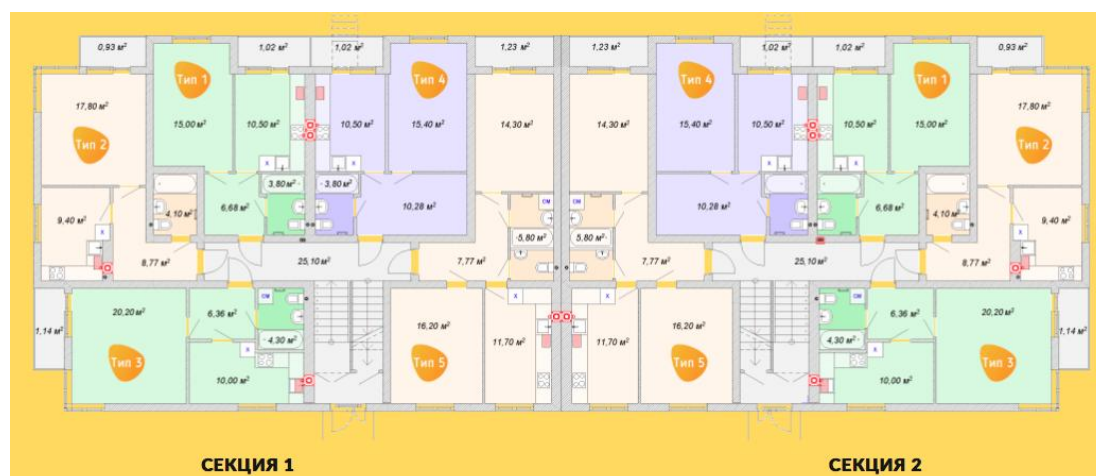 0,93 м² 1,02 м² 1,02 м² 1,23 м² 1,23 м² 1,02 м² 1,02 м² 0,93 м²
Тип 1 Тип 4 Тип 4 Тип 1
17,80 м² 17,80 м²
15,00 м² 10,50 м² 10,50 м² 15,40 м² 14,30 м² 14,30 м² 15,40 м² 10,50 м² 10,50 м² 15,00 м²
Тип 2 Тип 2
X X X X
3,80 м² 3,80 м²
9,40 м² 4,10 м² 6,68 м² 10,28 м² СМ СМ 10,28 м² 6,68 м² 4,10 м² 9,40 м²
X 5,80 м² 5,80 м² X
8,77 м² 25,10 м² 7,77 м² 7,77 м² 25,10 м² 8,77 м²
СМ X X СМ
1,14 м² 20,20 м² 6,36 м² 16,20 м² 16,20 м² 6,36 м² 20,20 м² 1,14 м²
4,30 м² 11,70 м² 11,70 м² 4,30 м²
X X
Тип 3 10,00 м² Тип 5 Тип 5 10,00 м² Тип 3
СЕКЦИЯ 1 СЕКЦИЯ 2